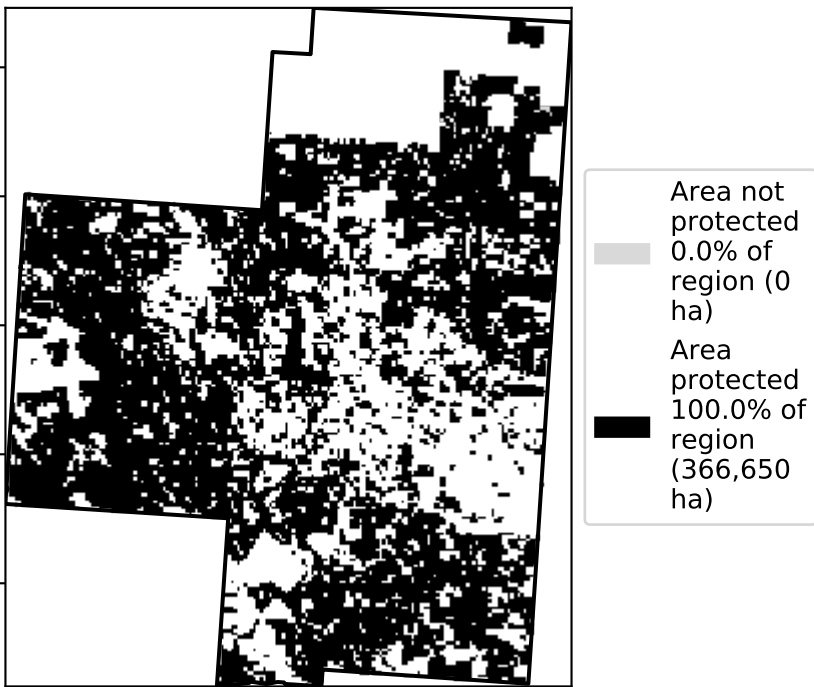 Area not
protected
0.0% of
region (0
ha)
Area
protected
100.0% of
region
(366,650
ha)